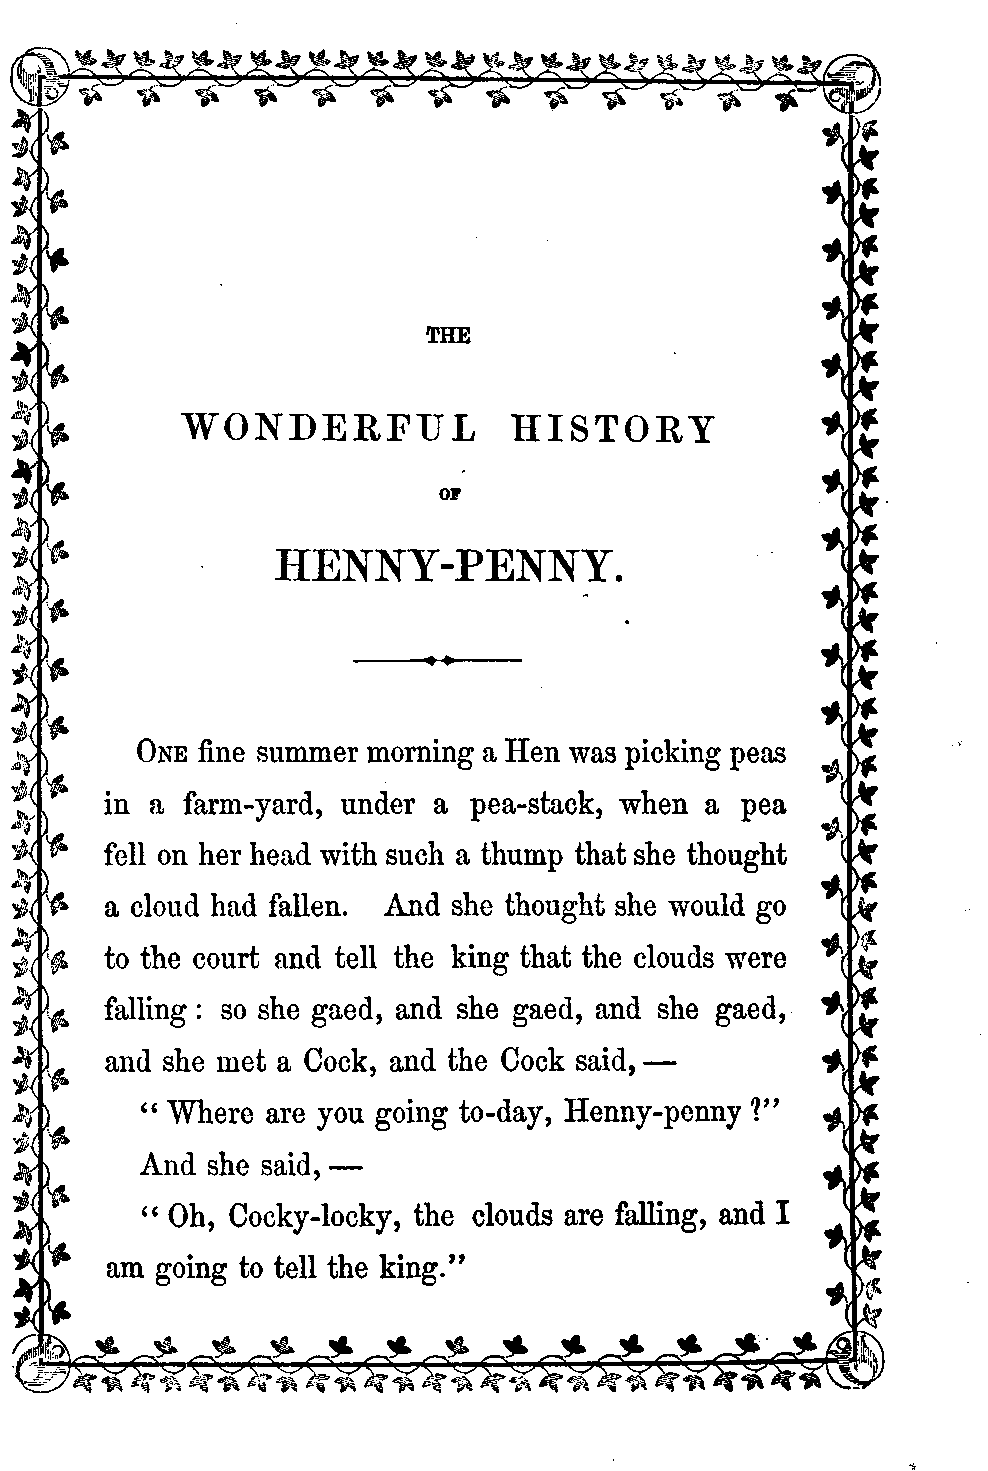 THE
WONDERFUL HISTORY
OF
HENNY-PENNY.
ONE fine summer morning a Hen was picking peas
in a farm-yard, under a pea-stack, when a pea
fell on her head with such a thump that she thought
a cloud had fallen. And she thought she would go
to the court and tell the king that the clouds were
falling: so she gaed, and she gaed, and she gaed,
and she met a Cock, and the Cock said,—
“Where are you going to-day, Henny-penny?”
And she said,—
“Oh, Cocky-locky, the clouds are falling, and I
am going to tell the king.”